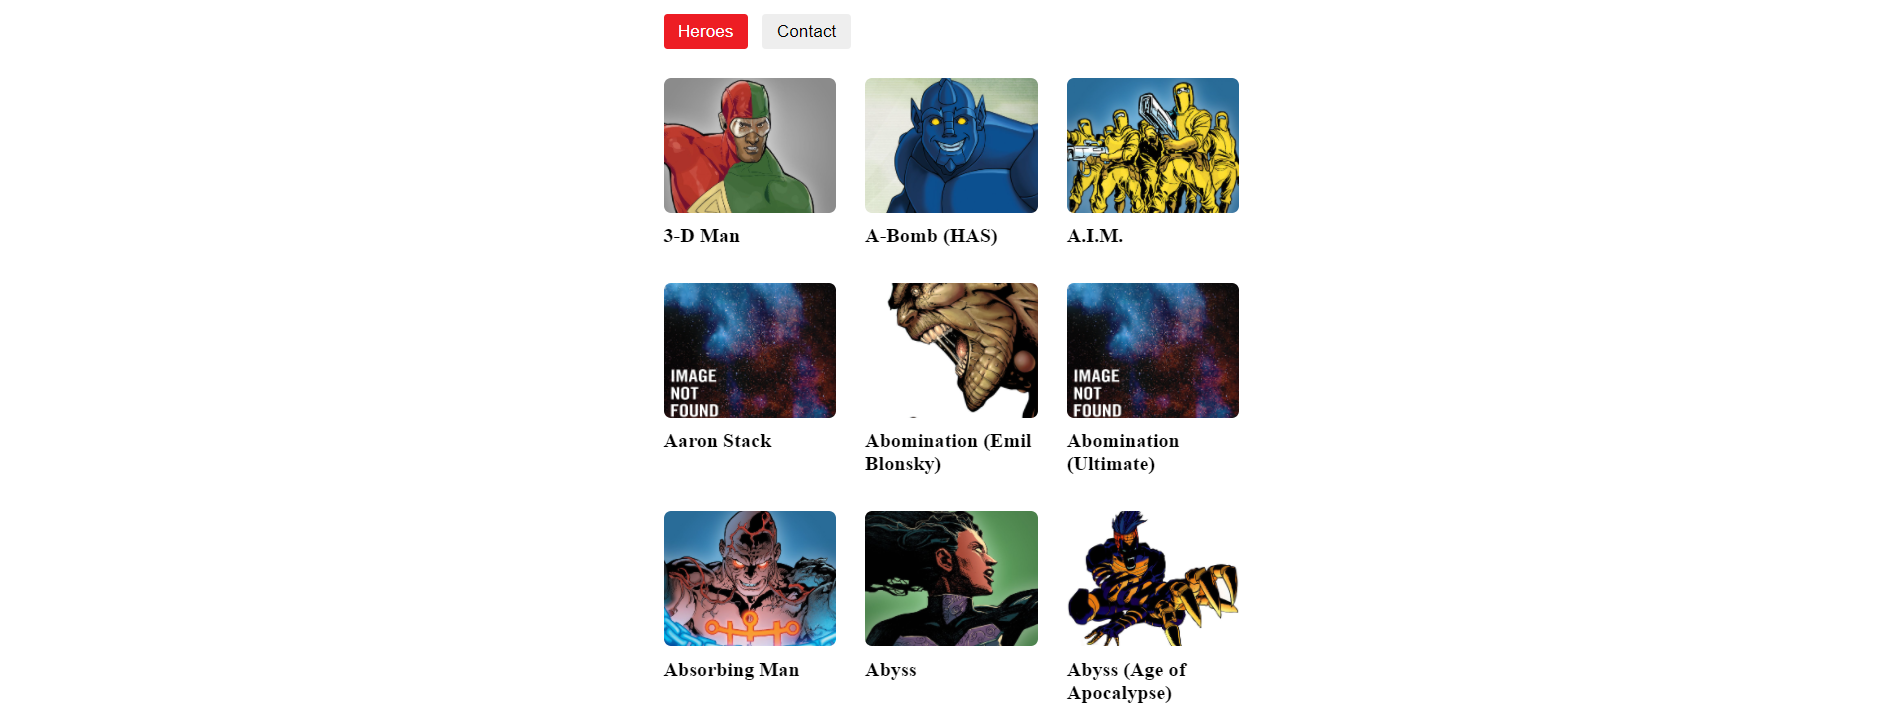 Heroes
Contact
3-D Man
A-Bomb (HAS)
A.I.M.
IMAGE
NOT
FOUND
Aaron Stack
Abomination (Emil
Blonsky)
IMAGE
NOT
FOUND
Abomination
(Ultimate)
Absorbing Man
Abyss
Abyss (Age of
Apocalypse)